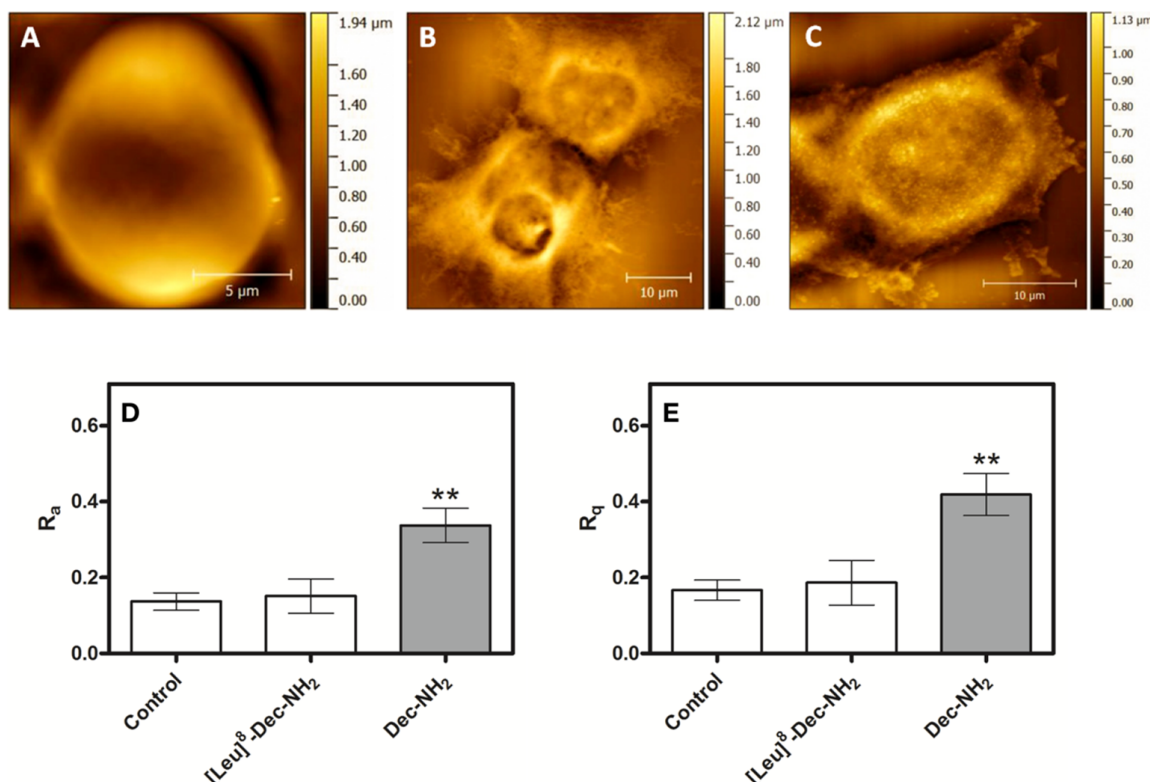 A
1.94 µm
1.60
1.40
1.20
1.00
0.80
0.60
0.40
0.00
5 µm
B
2.12 µm
1.80
1.60
1.40
1.20
1.00
0.80
0.60
0.40
0.00
10 µm
C
1.13 µm
1.00
0.90
0.80
0.70
0.60
0.50
0.40
0.30
0.20
0.00
10 µm
D
Ra
0.6
0.4
0.2
0.0
**
Control
[Leu]⁸-Dec-NH₂
Dec-NH₂
E
Rq
0.6
0.4
0.2
0.0
**
Control
[Leu]⁸-Dec-NH₂
Dec-NH₂